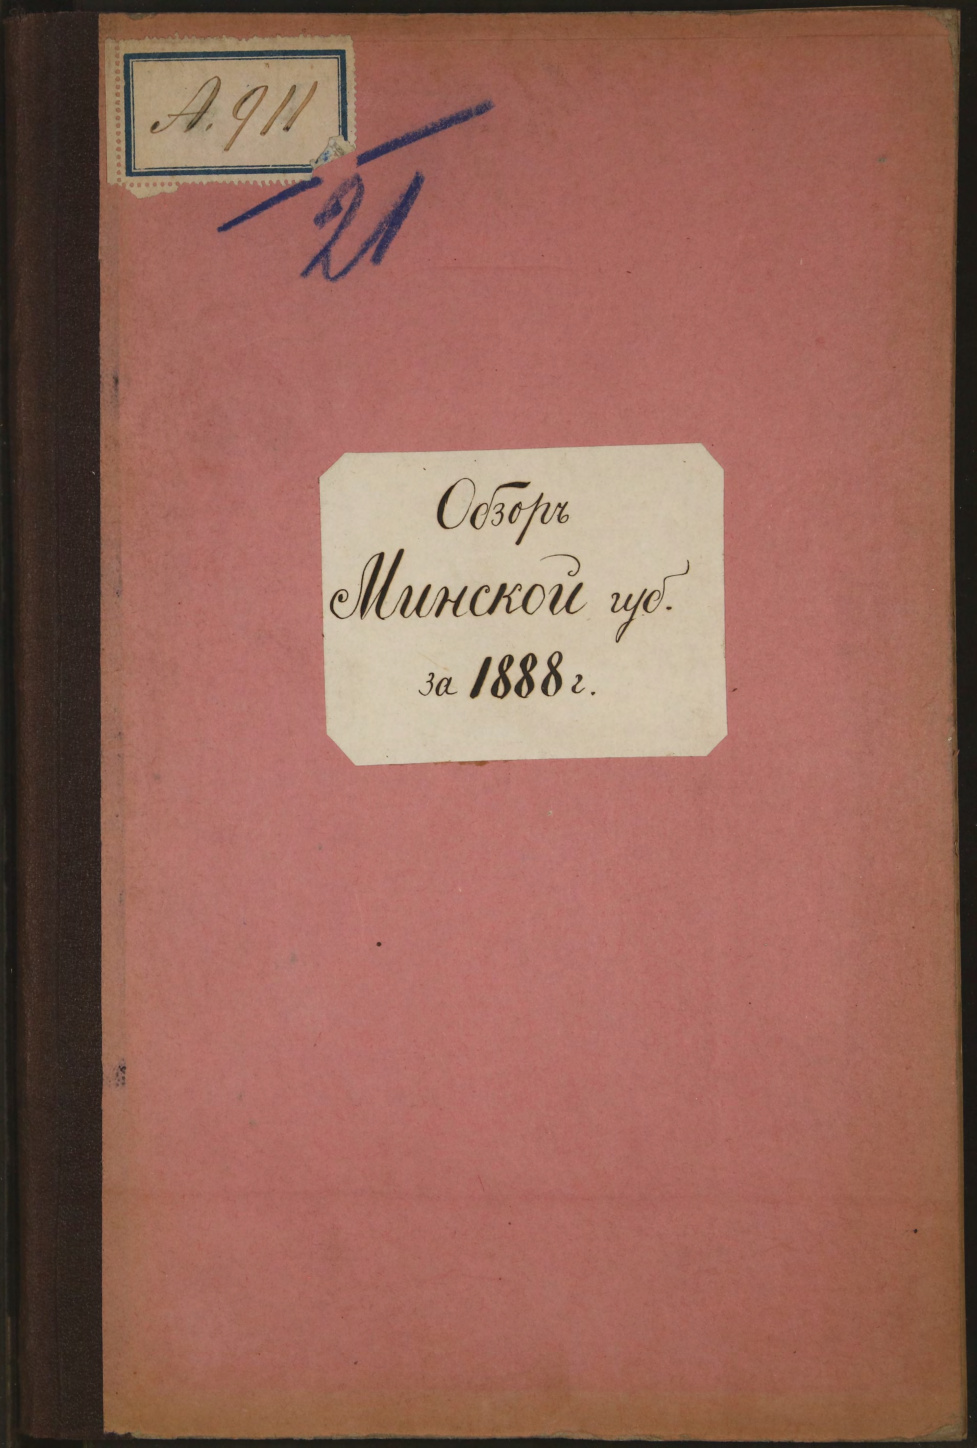 А. 911
21
Обзоръ
Минской губ.
за 1888 г.